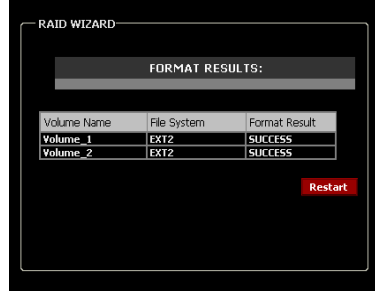 RAID WIZARD
FORMAT RESULTS:
Volume Name File System Format Result
Volume_1 EXT2 SUCCESS
Volume_2 EXT2 SUCCESS
Restart